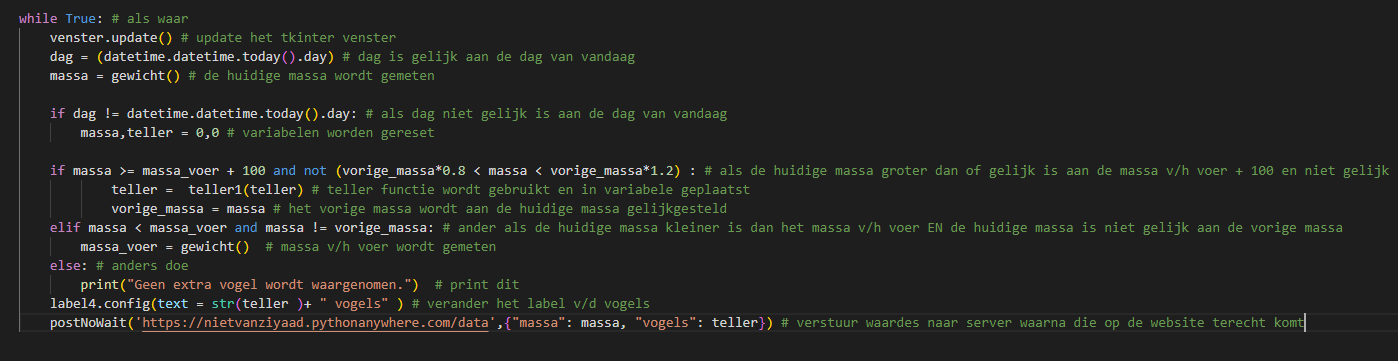 while True: # als waar
    venster.update() # update het tkinter venster
    dag = (datetime.datetime.today().day) # dag is gelijk aan de dag van vandaag
    massa = gewicht() # de huidige massa wordt gemeten

    if dag != datetime.datetime.today().day: # als dag niet gelijk is aan de dag van vandaag
        massa,teller = 0,0 # variabelen worden gereset

    if massa >= massa_voer + 100 and not (vorige_massa*0.8 < massa < vorige_massa*1.2) : # als de huidige massa groter dan of gelijk is aan de massa v/h voer + 100 en niet gelijk
            teller =  teller1(teller) # teller functie wordt gebruikt en in variabele geplaatst
            vorige_massa = massa # het vorige massa wordt aan de huidige massa gelijkgesteld
    elif massa < massa_voer and massa != vorige_massa: # ander als de huidige massa kleiner is dan het massa v/h voer EN de huidige massa is niet gelijk aan de vorige massa
        massa_voer = gewicht()  # massa v/h voer wordt gemeten
    else: # anders doe
        print("Geen extra vogel wordt waargenomen.")  # print dit
    label4.config(text = str(teller )+ " vogels" ) # verander het label v/d vogels
    postNoWait('https://nietvanziyaad.pythonanywhere.com/data',{"massa": massa, "vogels": teller}) # verstuur waardes naar server waarna die op de website terecht komt